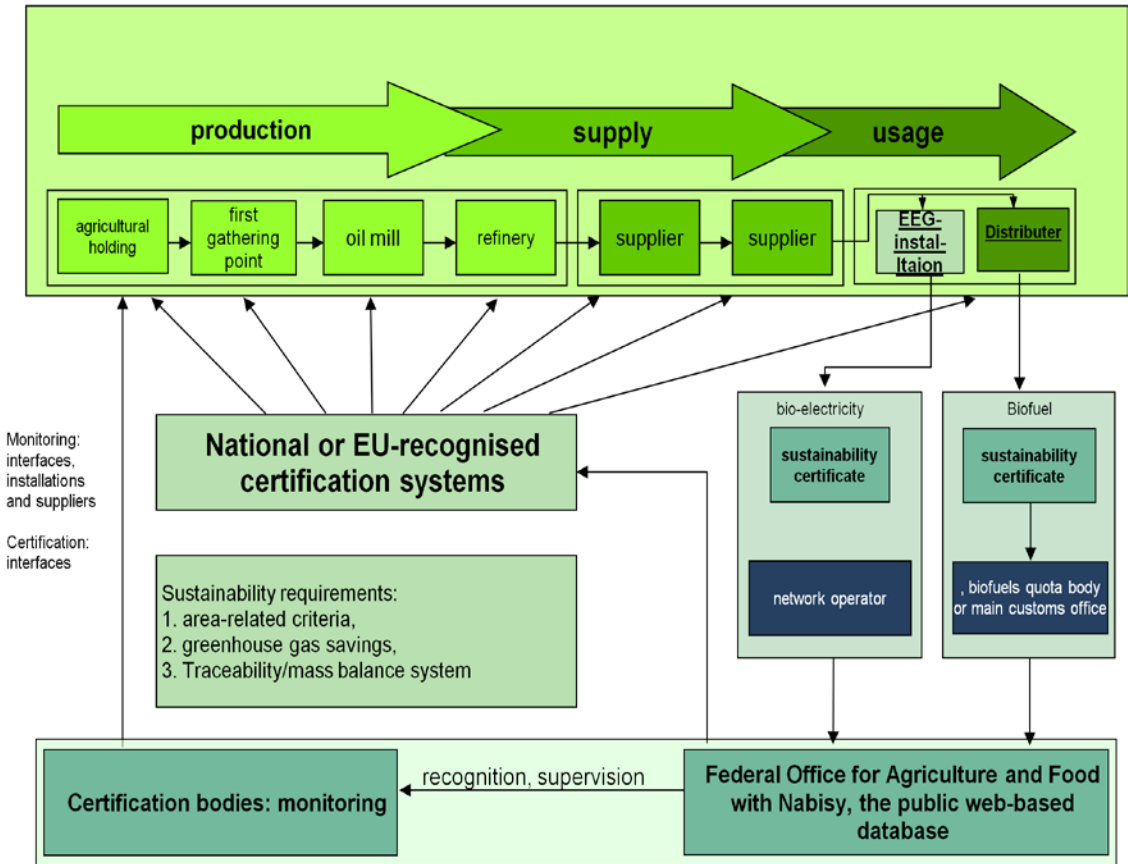 production
supply
usage
agricultural
holding
first
gathering
point
oil mill
refinery
supplier
supplier
EEG-
instal-
ltaion
Distributer
Monitoring:
interfaces,
installations
and suppliers
Certification:
interfaces
National or EU-recognised
certification systems
Sustainability requirements:
1. area-related criteria,
2. greenhouse gas savings,
3. Traceability/mass balance system
bio-electricity
sustainability
certificate
network operator
Biofuel
sustainability
certificate
, biofuels quota body
or main customs office
Certification bodies: monitoring
recognition, supervision
Federal Office for Agriculture and Food
with Nabisy, the public web-based
database